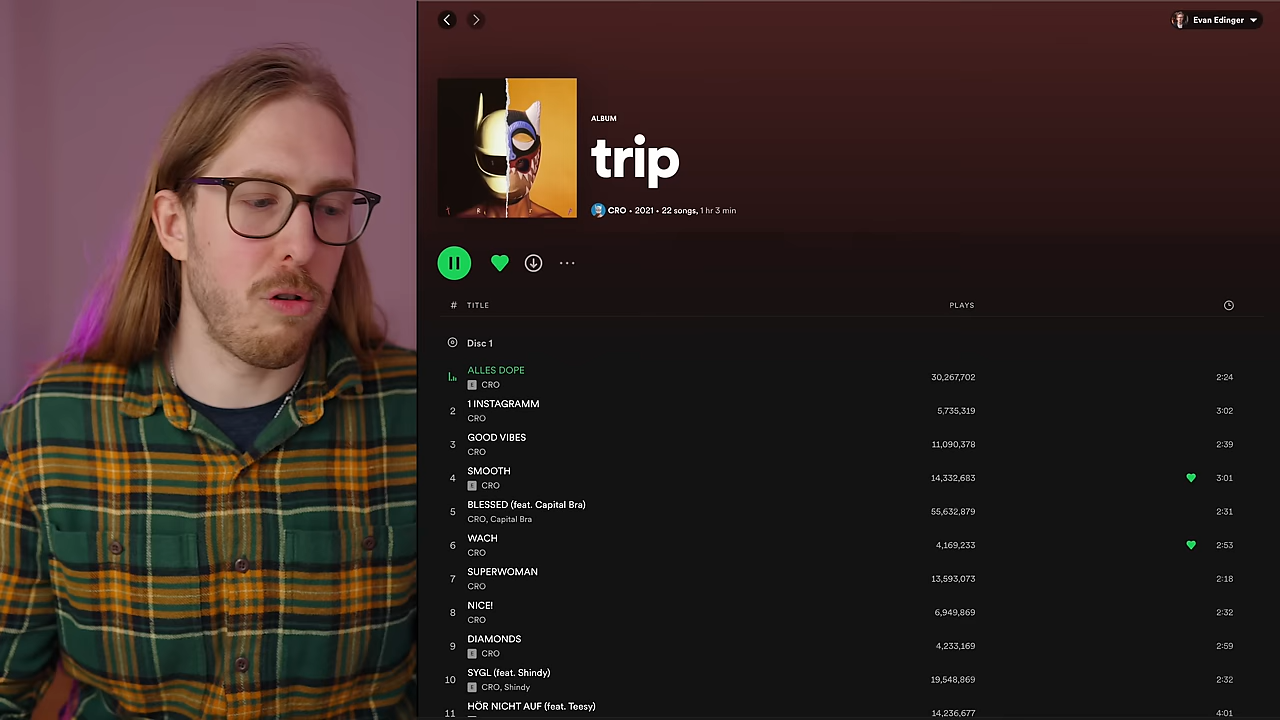 Evan Edinger
ALBUM
trip
CRO • 2021 • 22 songs, 1 hr 3 min
# TITLE PLAYS
Disc 1
ALLES DOPE 30,267,702 2:24
E CRO
2 1 INSTAGRAMM 5,735,319 3:02
CRO
3 GOOD VIBES 11,090,378 2:39
CRO
4 SMOOTH 14,332,683 3:01
E CRO
5 BLESSED (feat. Capital Bra) 55,632,879 2:31
CRO, Capital Bra
6 WACH 4,169,233 2:53
CRO
7 SUPERWOMAN 13,593,073 2:18
CRO
8 NICE! 6,949,869 2:32
CRO
9 DIAMONDS 4,233,169 2:59
E CRO
10 SYGL (feat. Shindy) 19,548,869 2:32
E CRO, Shindy
11 HÖR NICHT AUF (feat. Teesy) 14,236,677 4:01